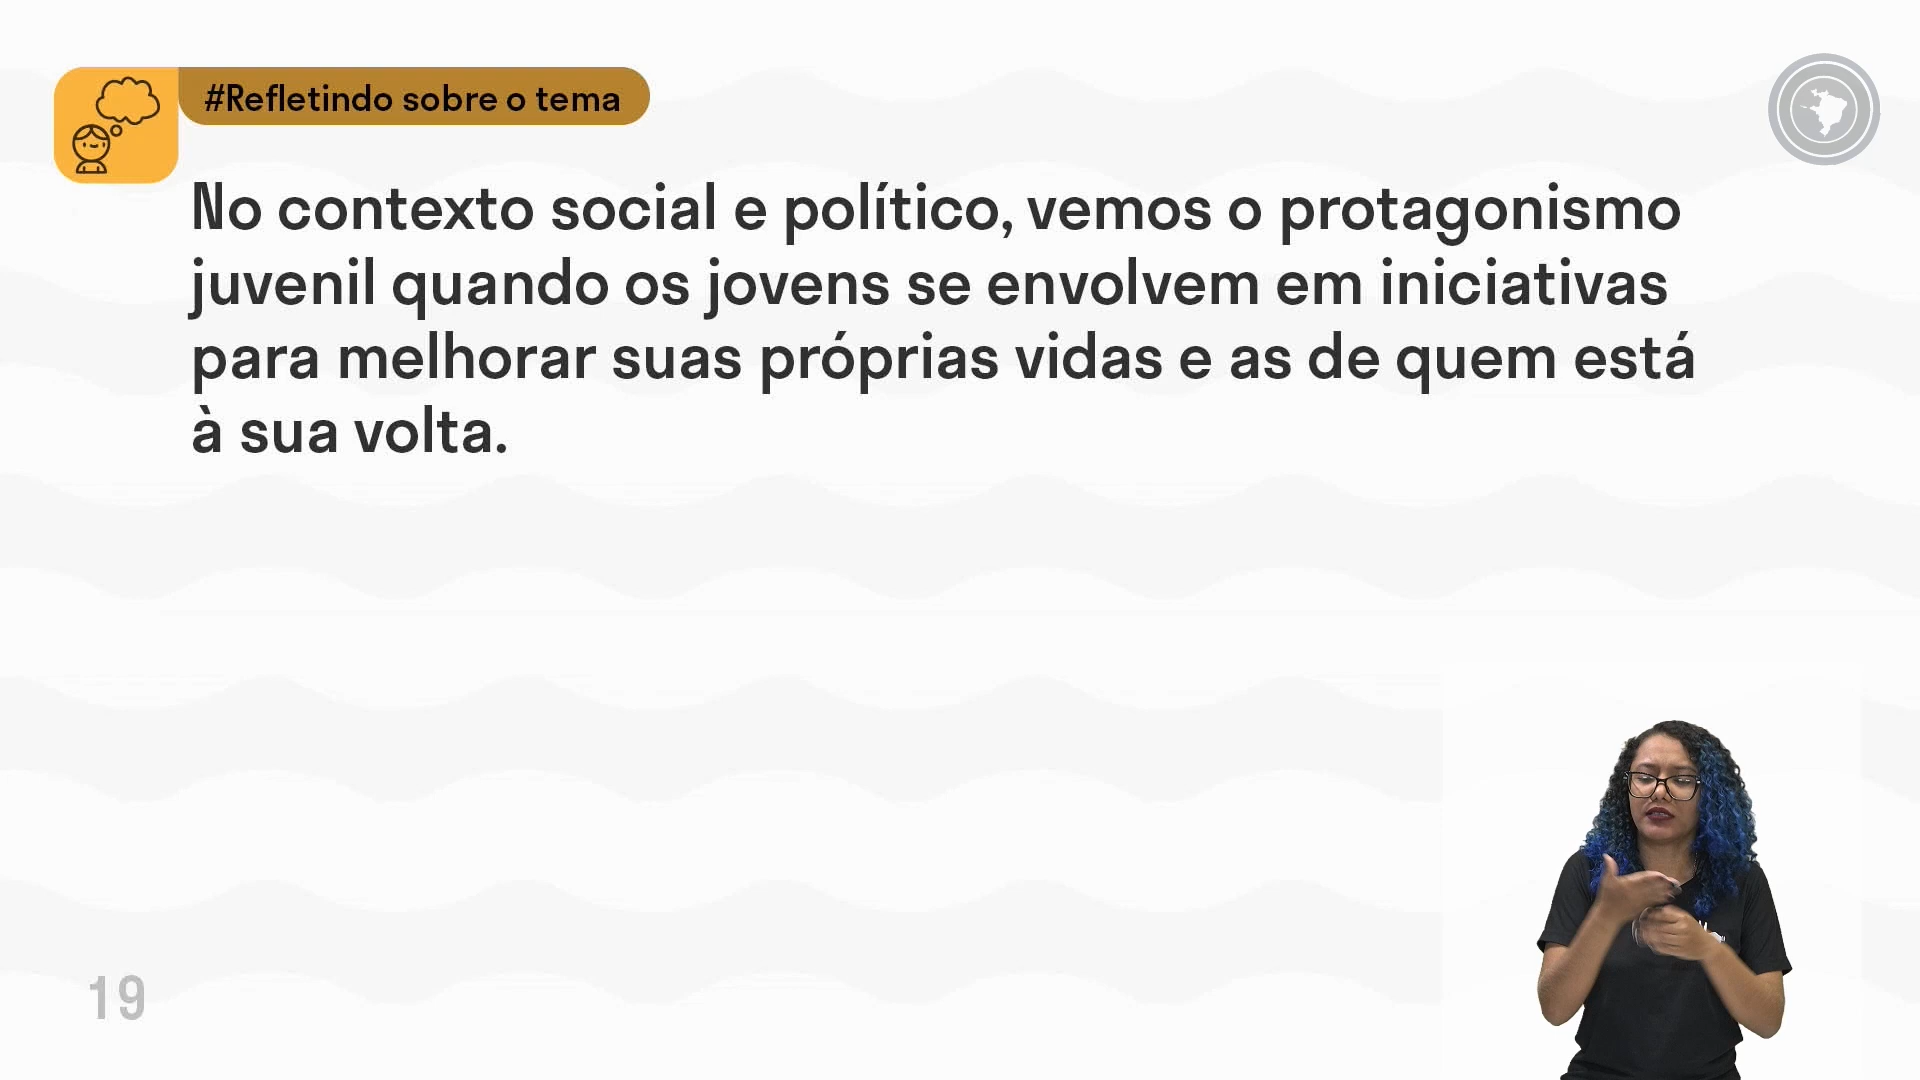 #Refletindo sobre o tema
No contexto social e político, vemos o protagonismo
juvenil quando os jovens se envolvem em iniciativas
para melhorar suas próprias vidas e as de quem está
à sua volta.
19